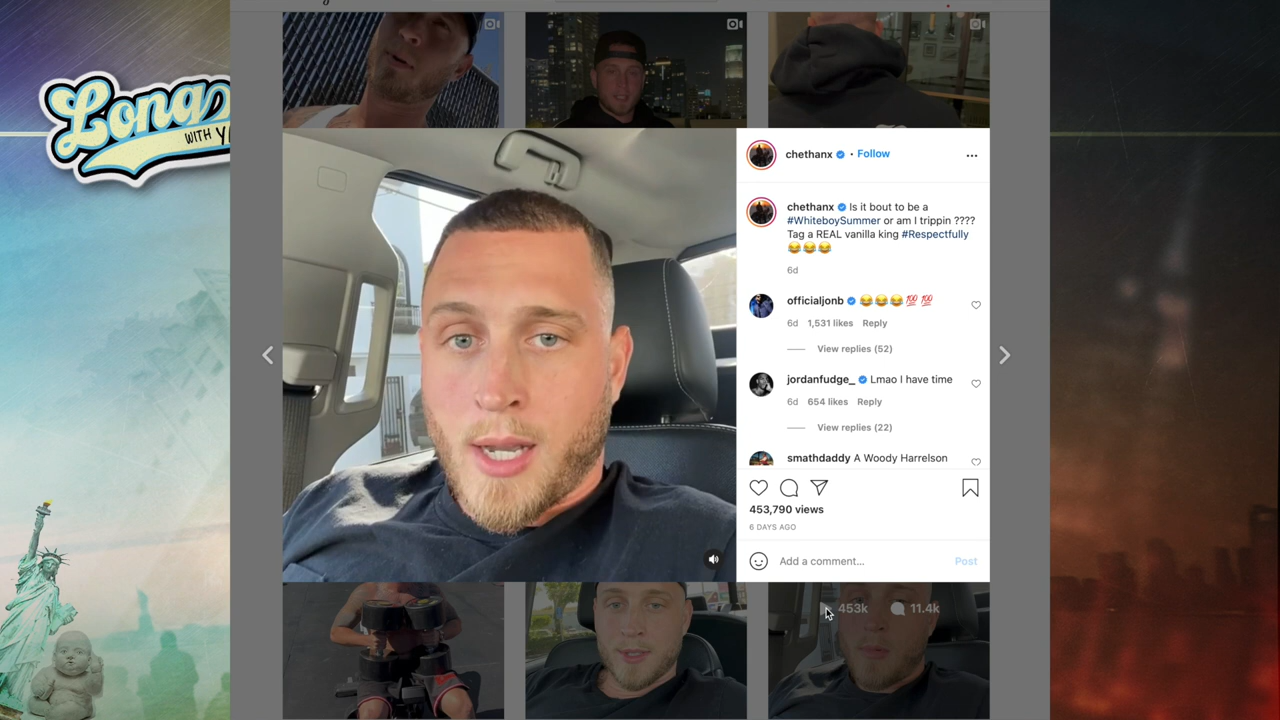 Long
WITH Y
chethanx • Follow
chethanx Is it bout to be a
#WhiteboySummer or am I trippin ????
Tag a REAL vanilla king #Respectfully
😂😂😂
6d
officialjonb 😂😂😂💯💯
6d 1,531 likes Reply
View replies (52)
jordanfudge_ Lmao I have time
6d 654 likes Reply
View replies (22)
smathdaddy A Woody Harrelson
453,790 views
6 DAYS AGO
Add a comment... Post
453k 11.4k